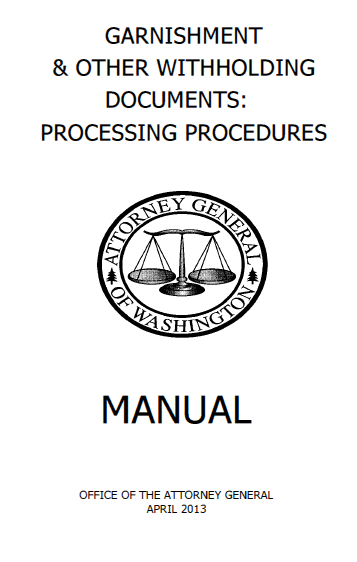 GARNISHMENT
& OTHER WITHHOLDING
DOCUMENTS:
PROCESSING PROCEDURES
ATTORNEY GENERAL
OF WASHINGTON
MANUAL
OFFICE OF THE ATTORNEY GENERAL
APRIL 2013